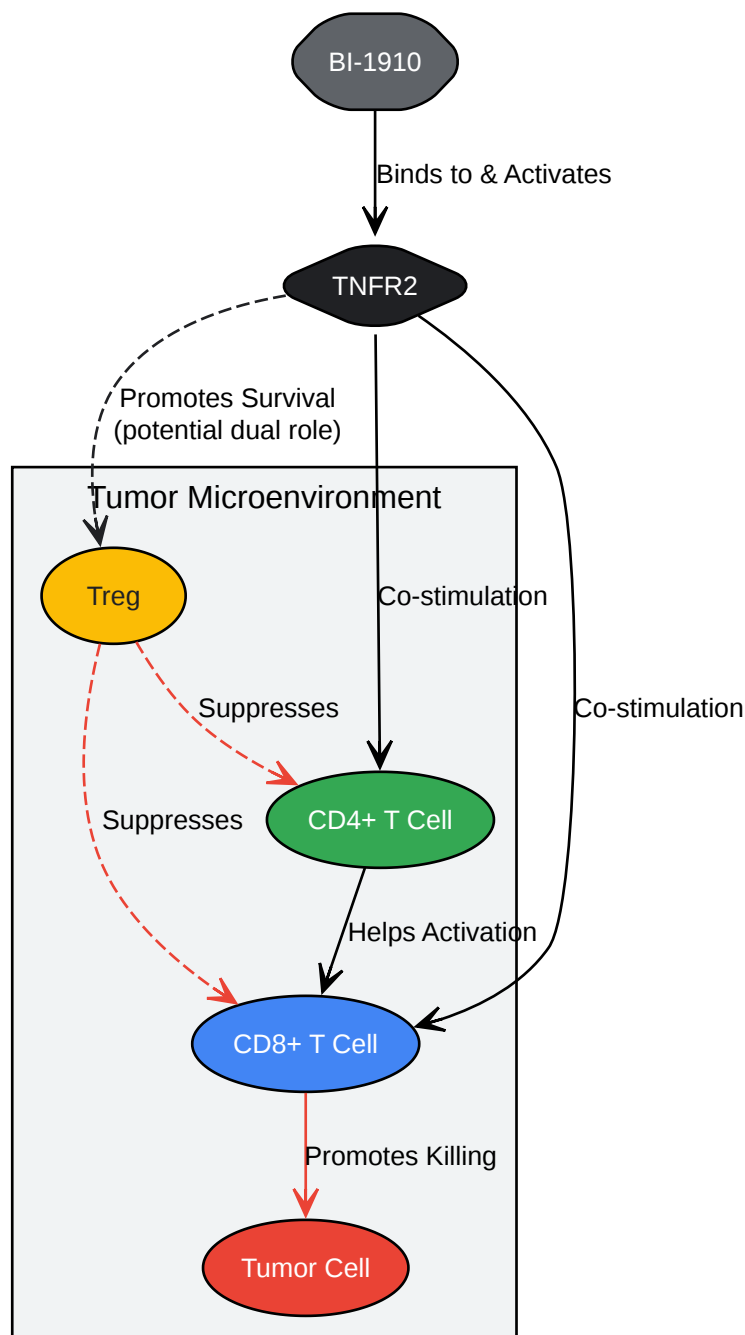 BI-1910
Binds to & Activates
TNFR2
Promotes Survival
(potential dual role)
Tumor Microenvironment
Treg
Co-stimulation
Suppresses
Co-stimulation
Suppresses
CD4+ T Cell
Helps Activation
CD8+ T Cell
Promotes Killing
Tumor Cell